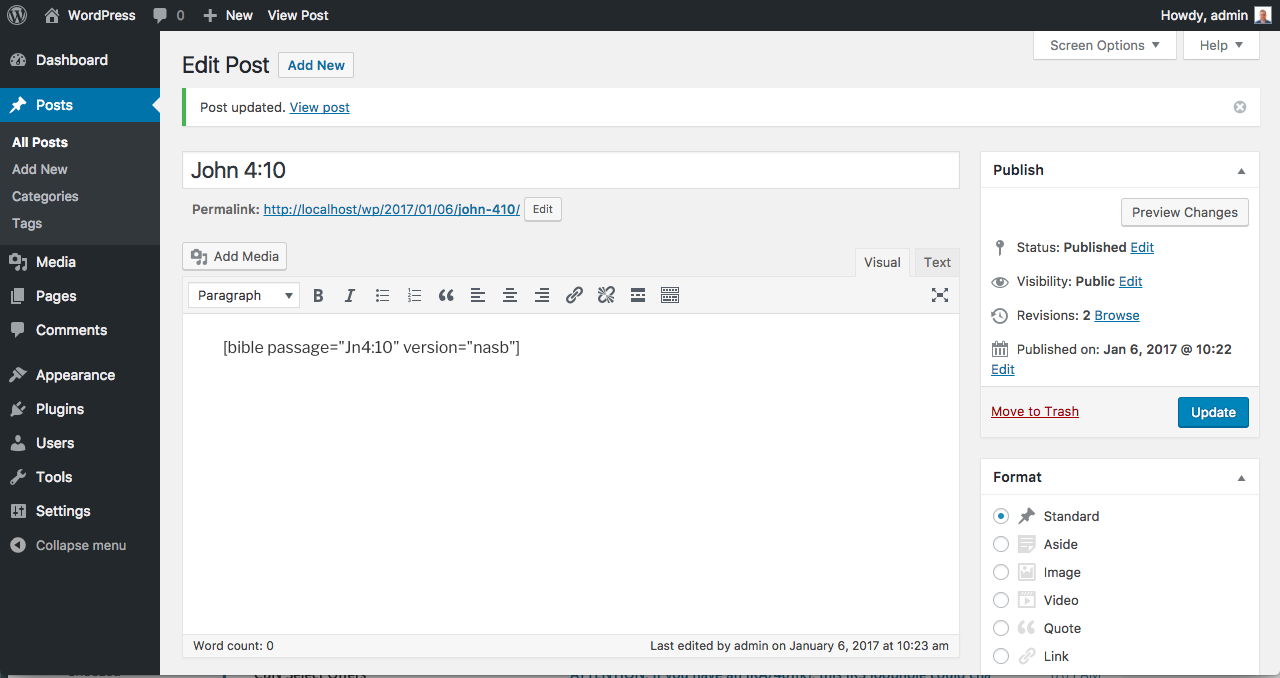 WordPress 0 New View Post Howdy, admin
Dashboard
Posts
All Posts
Add New
Categories
Tags
Media
Pages
Comments
Appearance
Plugins
Users
Tools
Settings
Collapse menu
Screen Options Help
Edit Post Add New
Post updated. View post
John 4:10
Permalink: http://localhost/wp/2017/01/06/john-410/ Edit
Add Media
Visual Text
Paragraph
[bible passage="Jn4:10" version="nasb"]
Word count: 0 Last edited by admin on January 6, 2017 at 10:23 am
Publish
Preview Changes
Status: Published Edit
Visibility: Public Edit
Revisions: 2 Browse
Published on: Jan 6, 2017 @ 10:22
Edit
Move to Trash Update
Format
Standard
Aside
Image
Video
Quote
Link